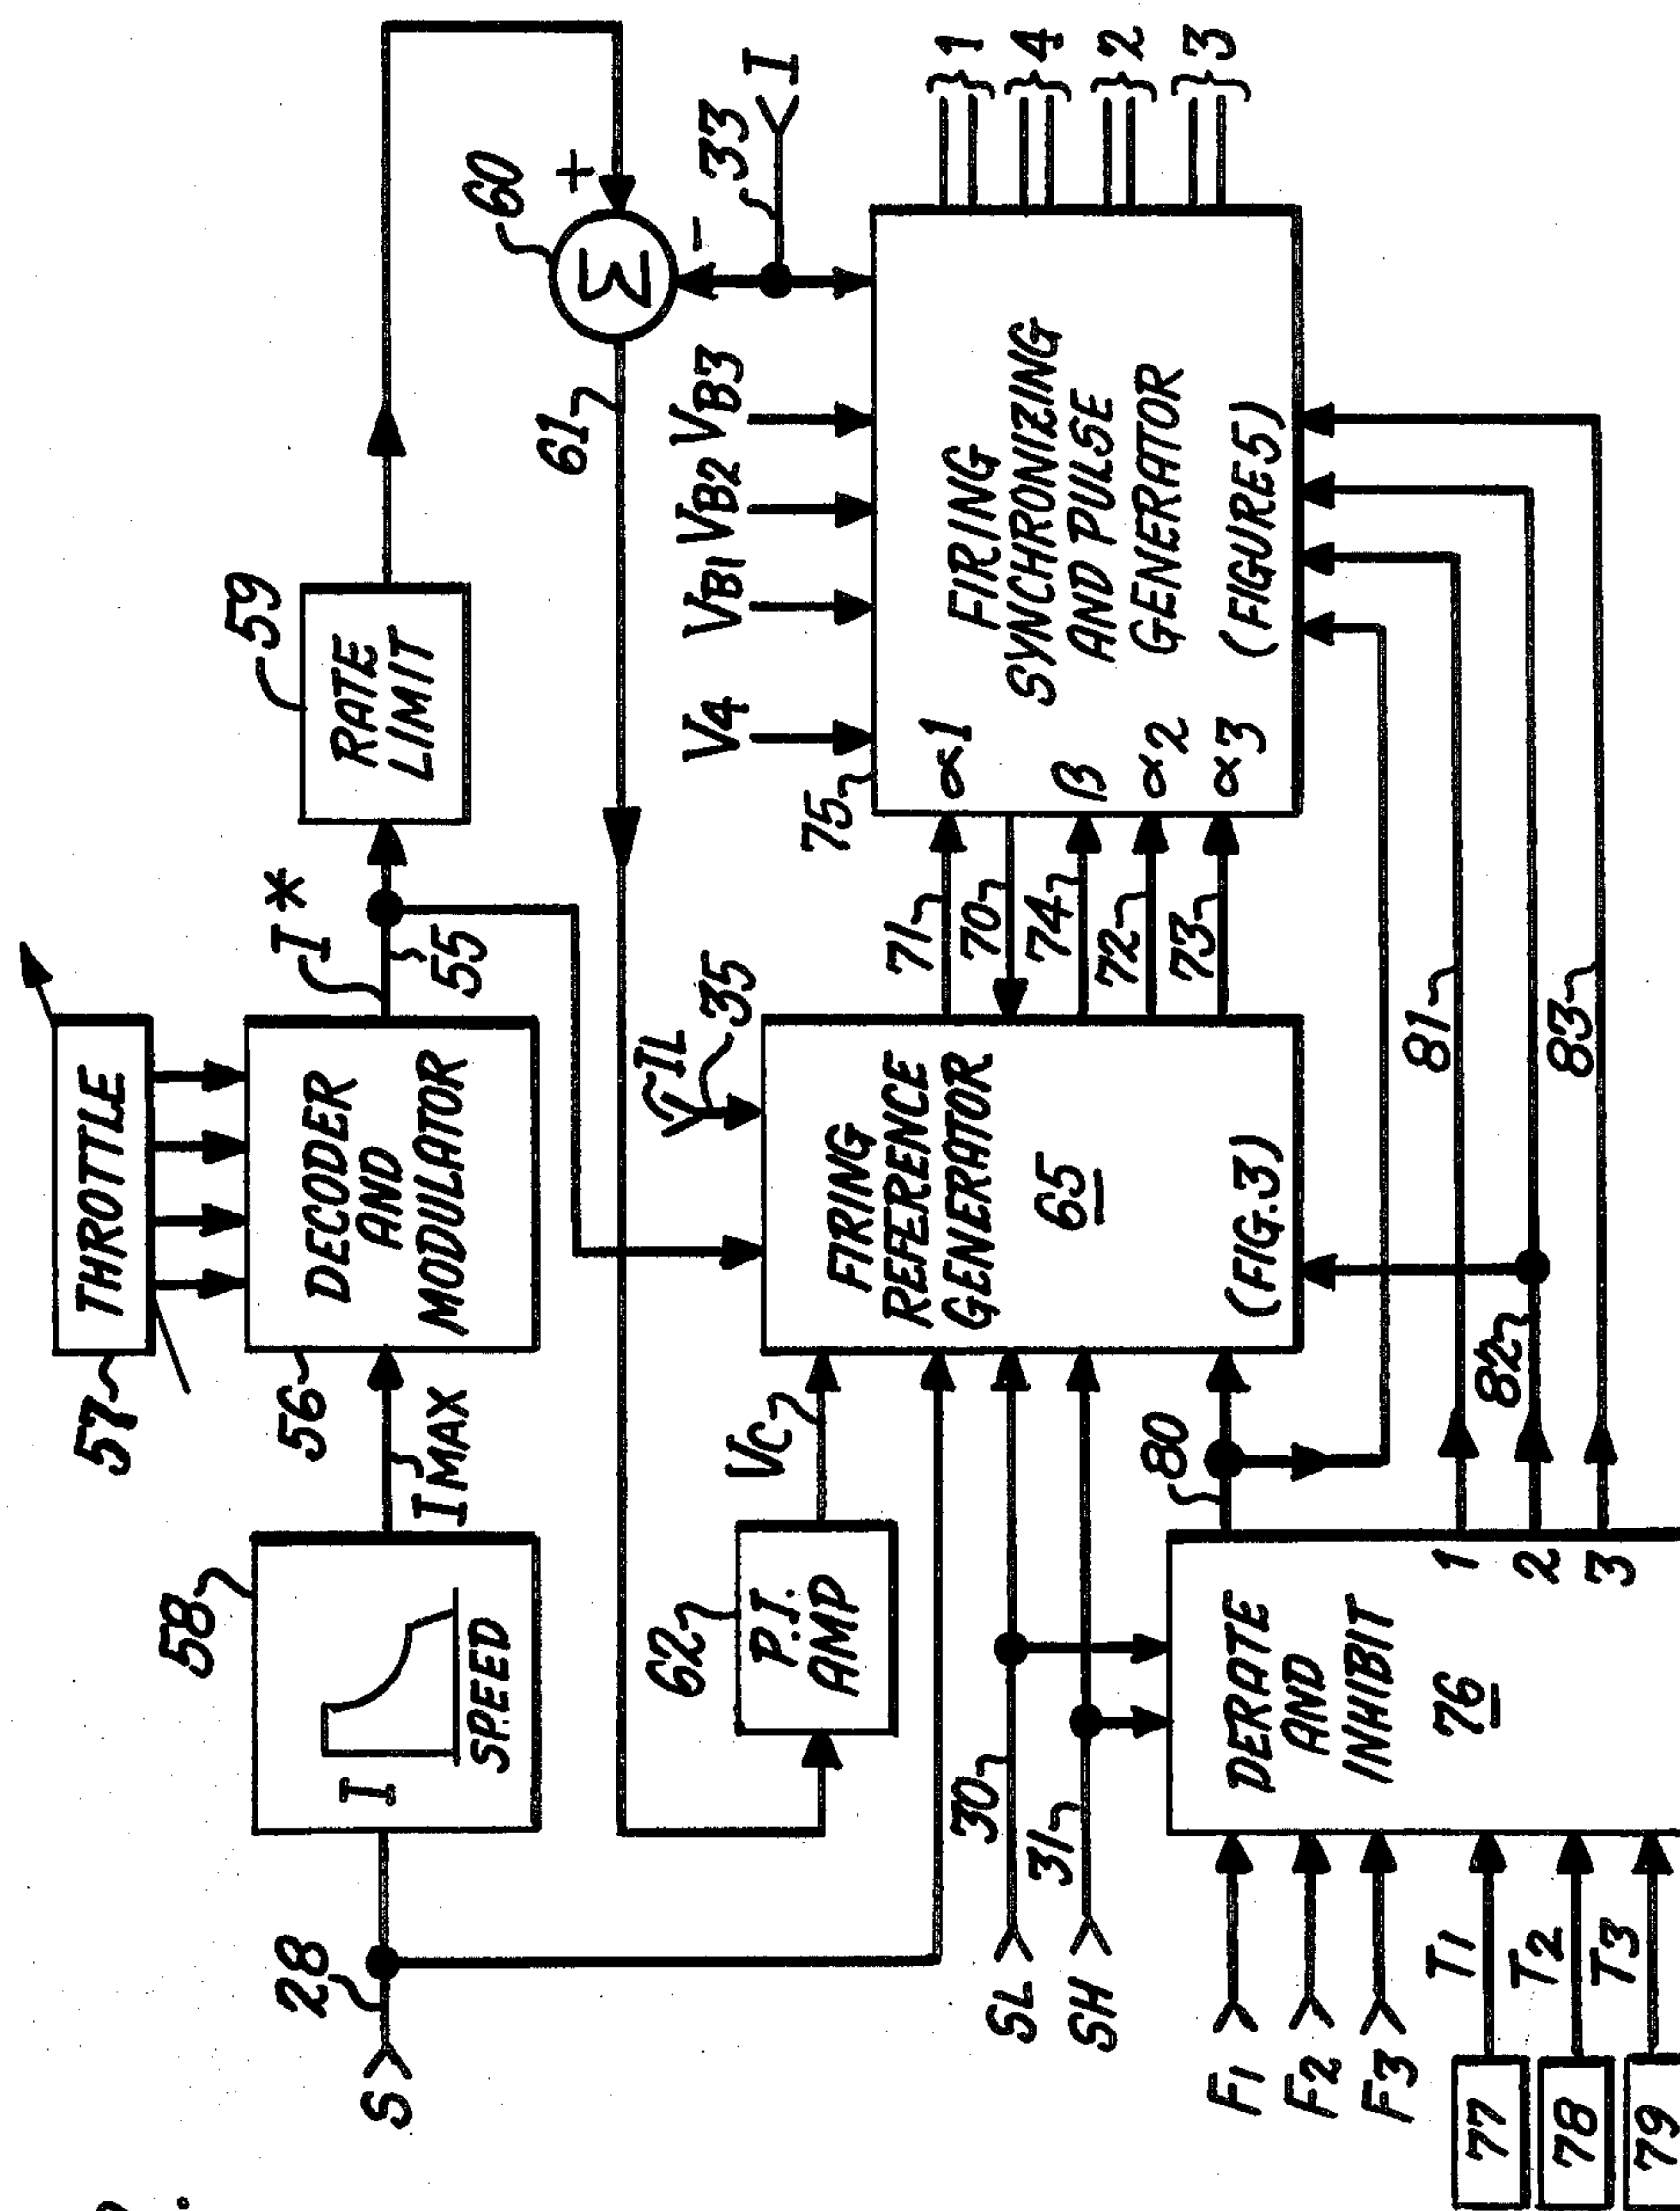 57
THROTTLE
58
I
SPEED
28
S
IMAX
56
DECODER
AND
MODULATOR
I*
55
59
RATE
LIMIT
60
+
Σ
-
61
33
I
62
P.I.
AMP
VC
IL
35
FIRING
REFERENCE
GENERATOR
65
(FIG.3)
V4
VB1
VB2
VB3
75
71
70
74
72
73
α1
β
α2
α3
FIRING
SYNCHRONIZING
AND PULSE
GENERATOR
(FIGURE 5)
1
4
2
3
SL
SH
30
31
80
DERATE
AND
INHIBIT
76
1
2
3
81
82
83
F1
F2
F3
T1
T2
T3
77
78
79